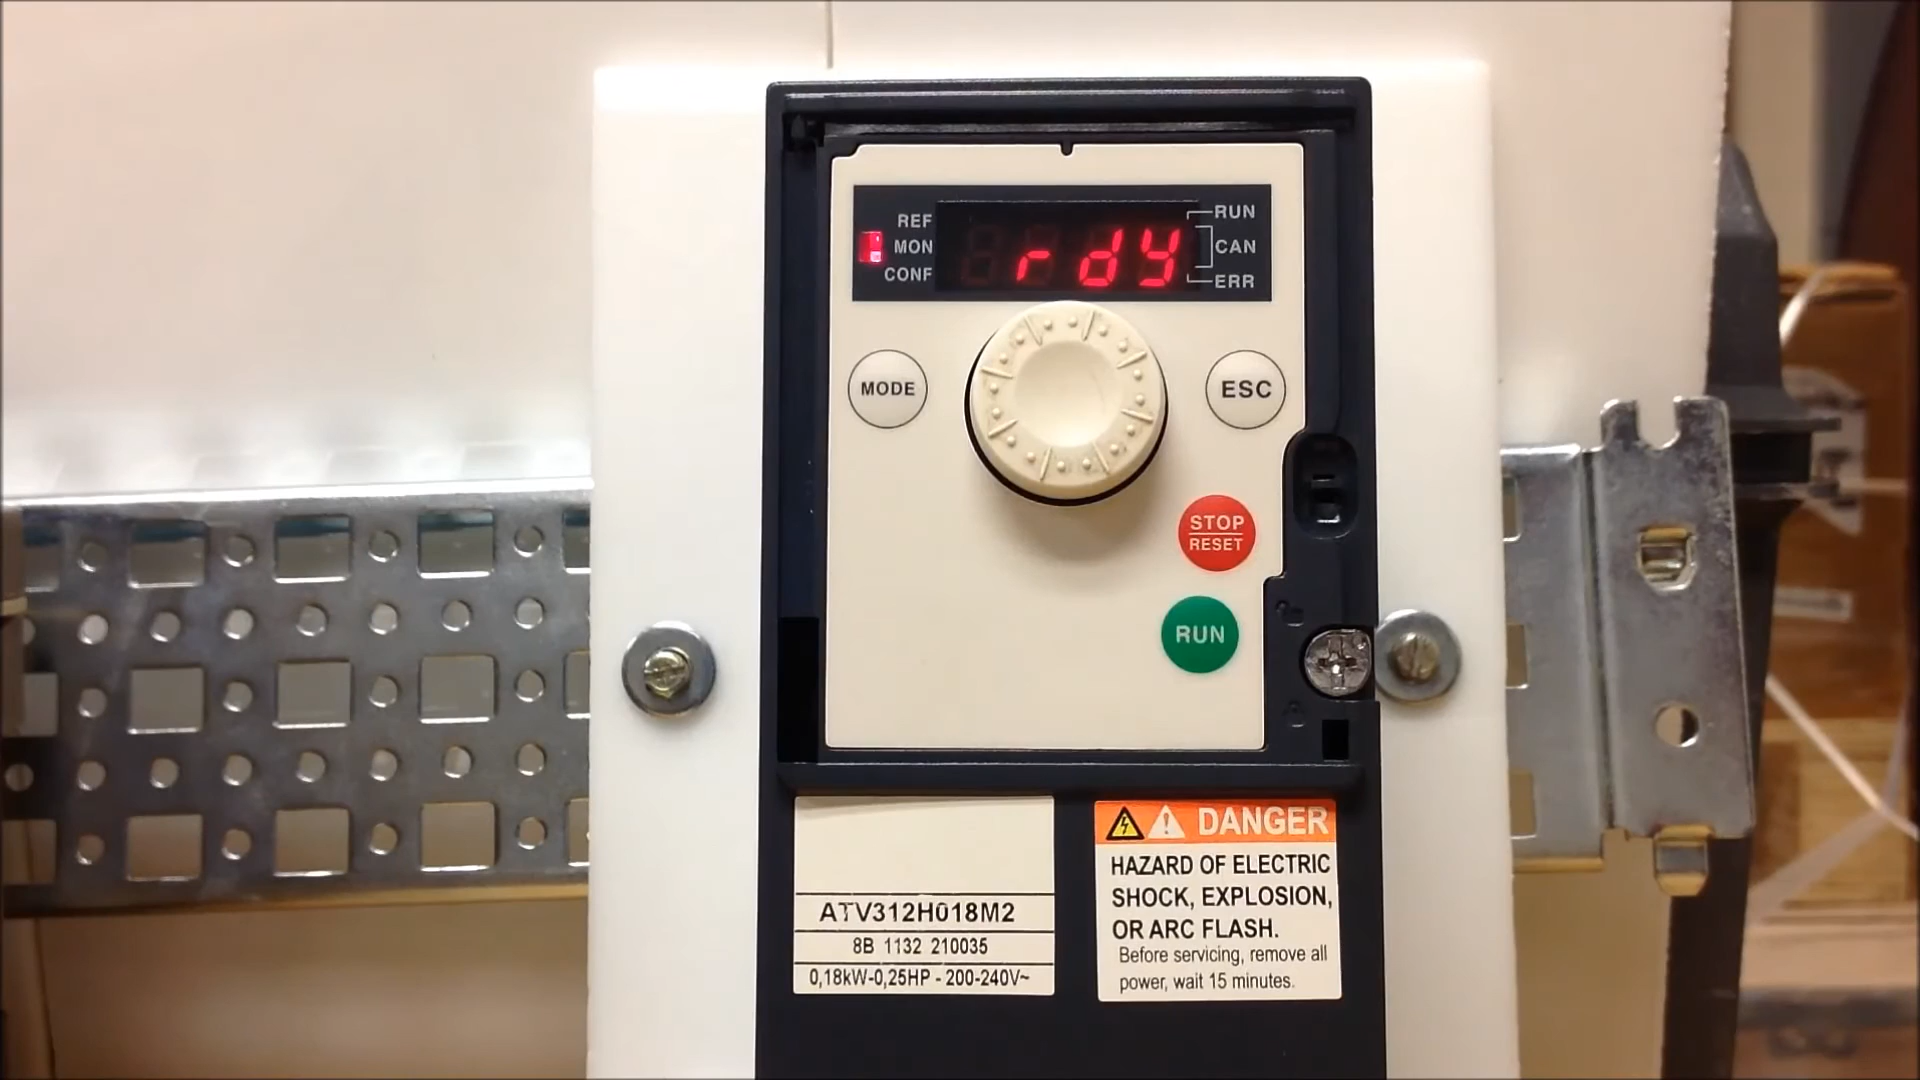 REF
MON
CONF
rdY
RUN
CAN
ERR
MODE
ESC
STOP
RESET
RUN
ATV312H018M2
8B 1132 210035
0,18kW-0,25HP - 200-240V~
DANGER
HAZARD OF ELECTRIC
SHOCK, EXPLOSION,
OR ARC FLASH.
Before servicing, remove all
power, wait 15 minutes.